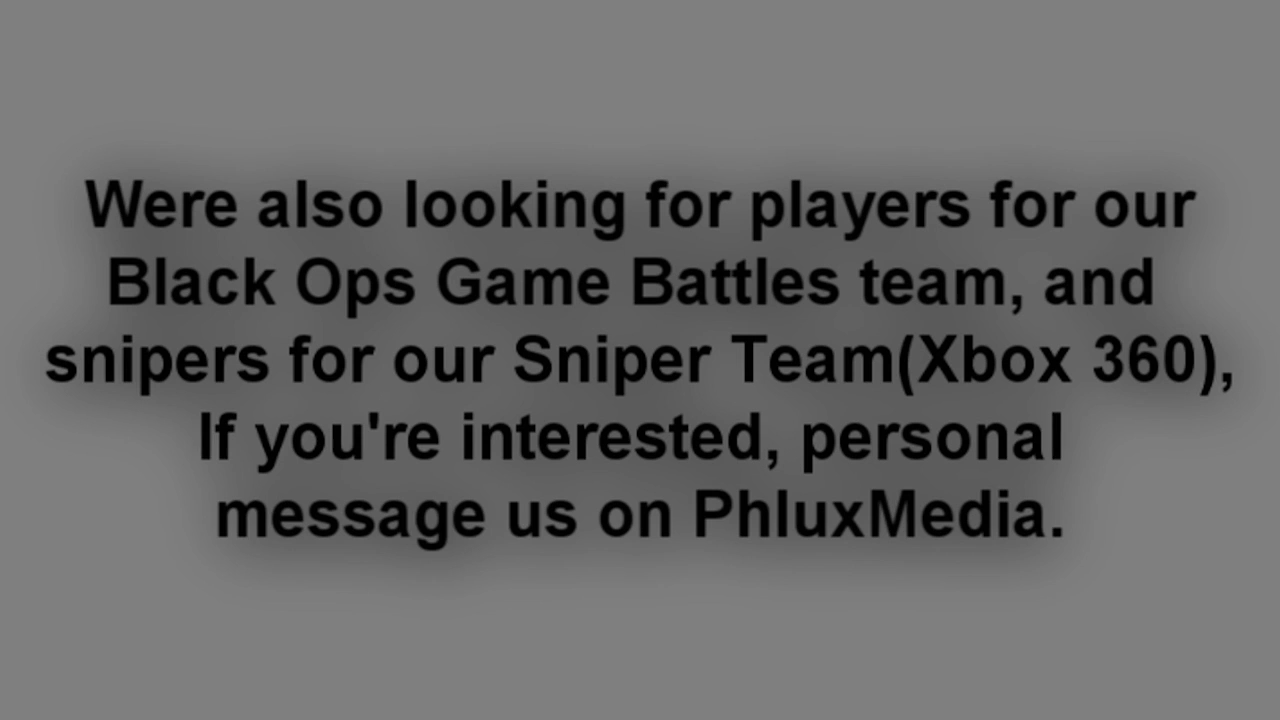 Were also looking for players for our
Black Ops Game Battles team, and
snipers for our Sniper Team(Xbox 360),
If you're interested, personal
message us on PhluxMedia.